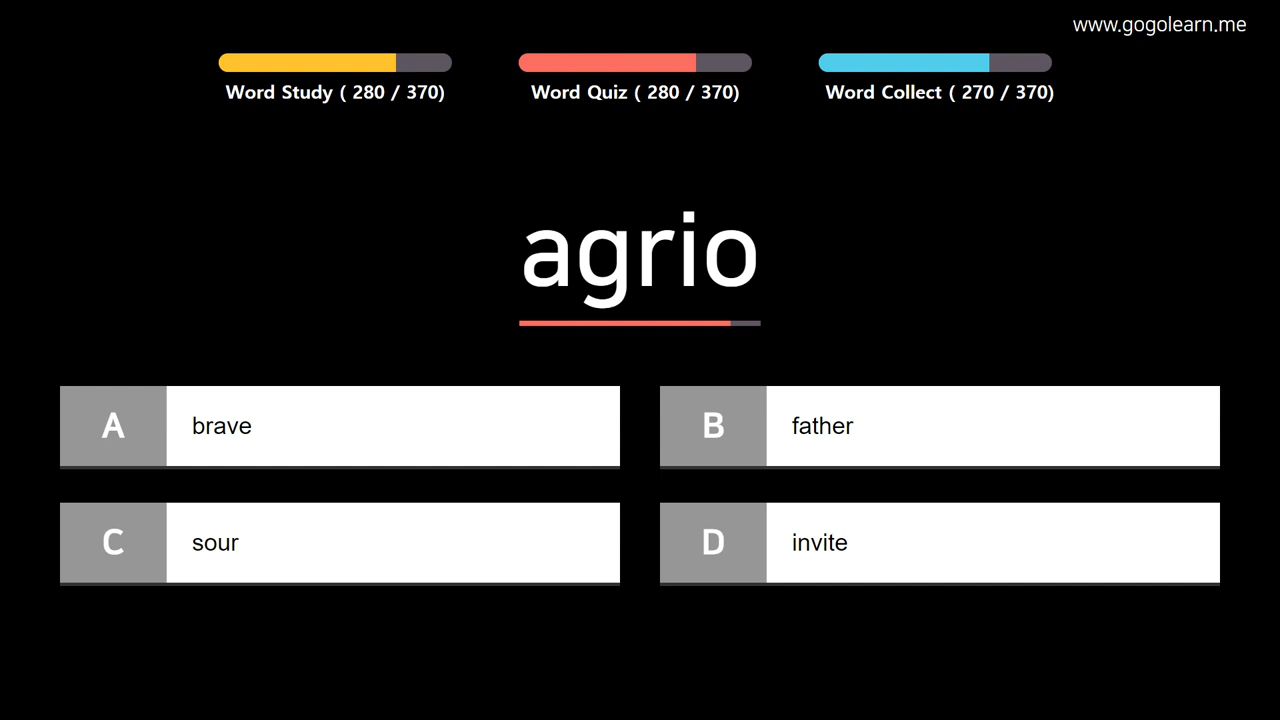 www.gogolearn.me
Word Study ( 280 / 370)
Word Quiz ( 280 / 370)
Word Collect ( 270 / 370)
agrio
A brave
B father
C sour
D invite